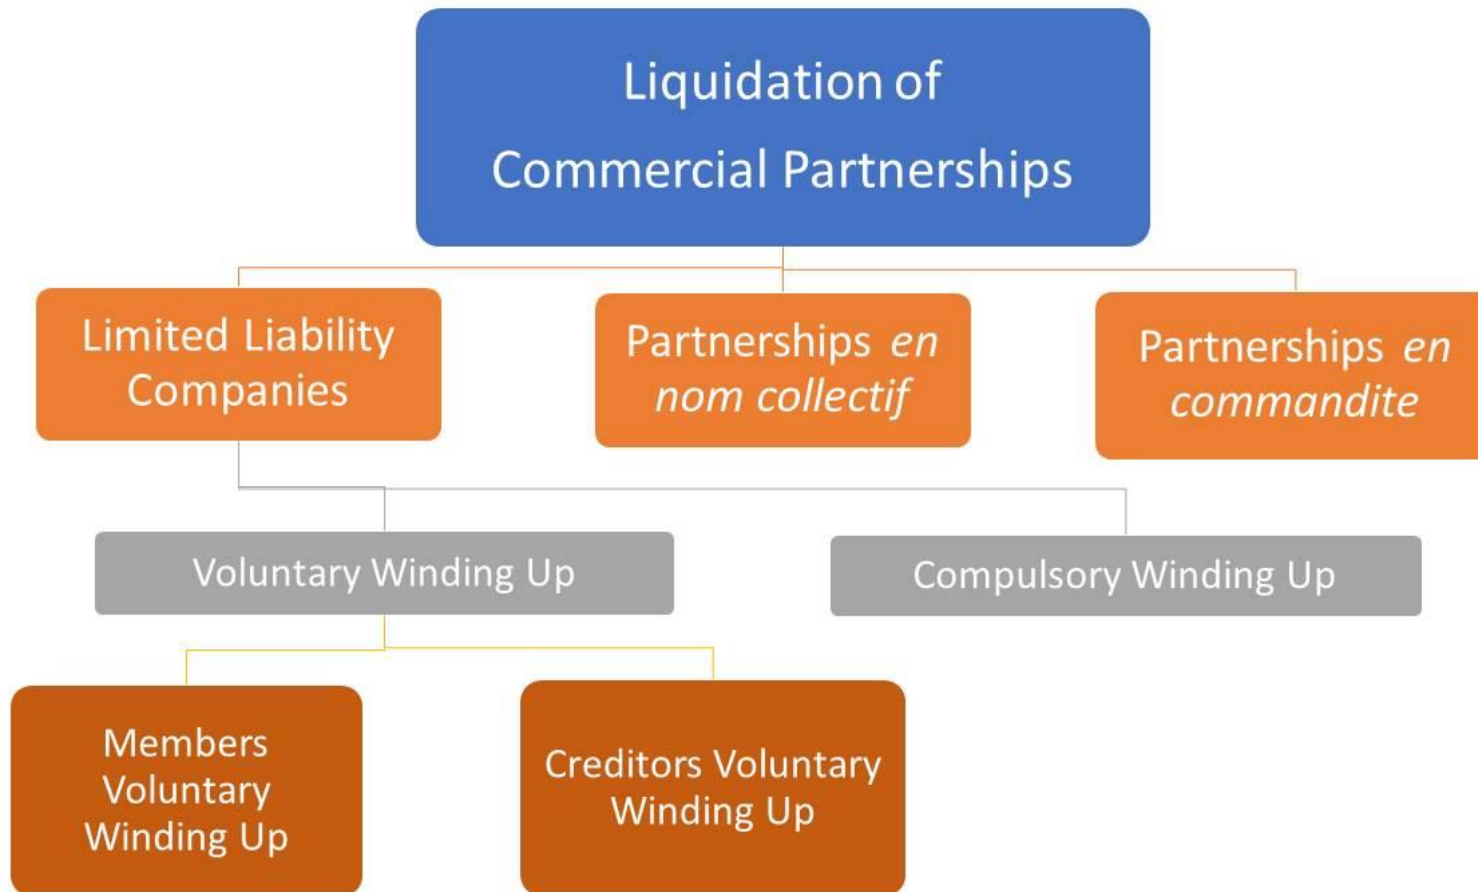 Liquidation of
Commercial Partnerships
Limited Liability
Companies
Partnerships en
nom collectif
Partnerships en
commandite
Voluntary Winding Up
Compulsory Winding Up
Members
Voluntary
Winding Up
Creditors Voluntary
Winding Up